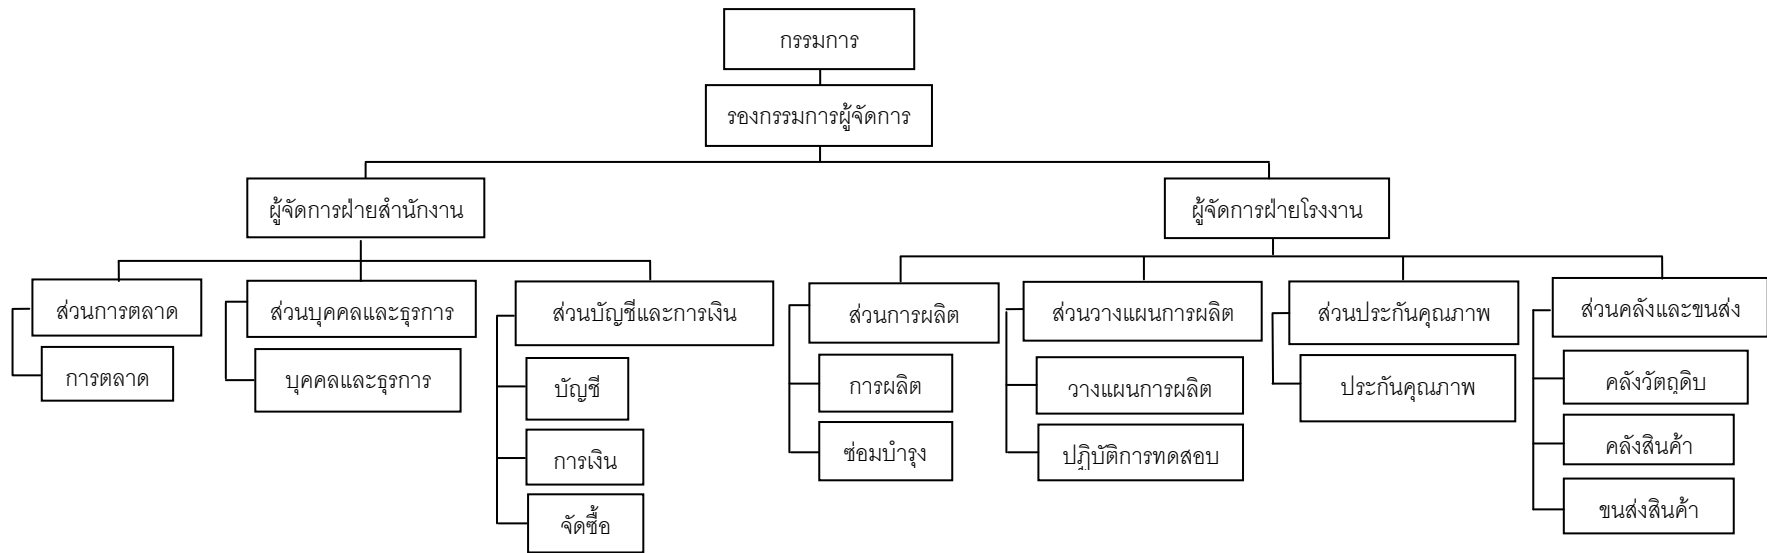 กรรมการ
รองกรรมการผู้จัดการ
ผู้จัดการฝ่ายสำนักงาน
ผู้จัดการฝ่ายโรงงาน
ส่วนการตลาด
ส่วนบุคคลและธุรการ
ส่วนบัญชีและการเงิน
ส่วนการผลิต
ส่วนวางแผนการผลิต
ส่วนประกันคุณภาพ
ส่วนคลังและขนส่ง
การตลาด
บุคคลและธุรการ
บัญชี
การเงิน
จัดซื้อ
การผลิต
ซ่อมบำรุง
วางแผนการผลิต
ปฏิบัติการทดสอบ
ประกันคุณภาพ
คลังวัตถุดิบ
คลังสินค้า
ขนส่งสินค้า